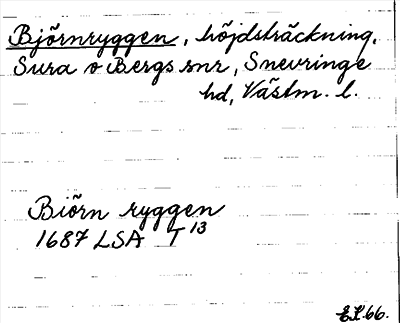 Björnryggen, höjdsträckning,
Sura o Bergs snr, Snevringe
hd, Västm. l.
Biörn ryggen
1687 LSA T 13
E.S. 66.